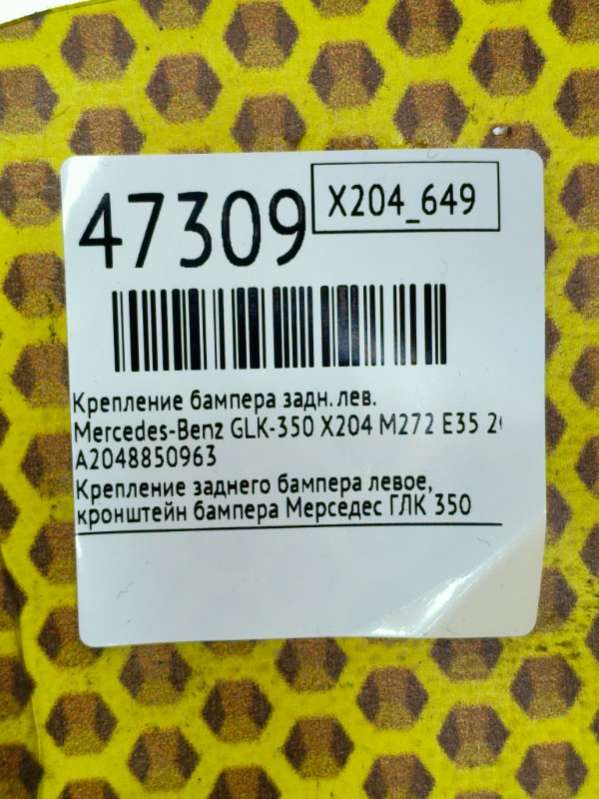 47309
X204_649
Крепление бампера задн. лев.
Mercedes-Benz GLK-350 X204 M272 E35
A2048850963
Крепление заднего бампера левое,
кронштейн бампера Мерседес ГЛК 350